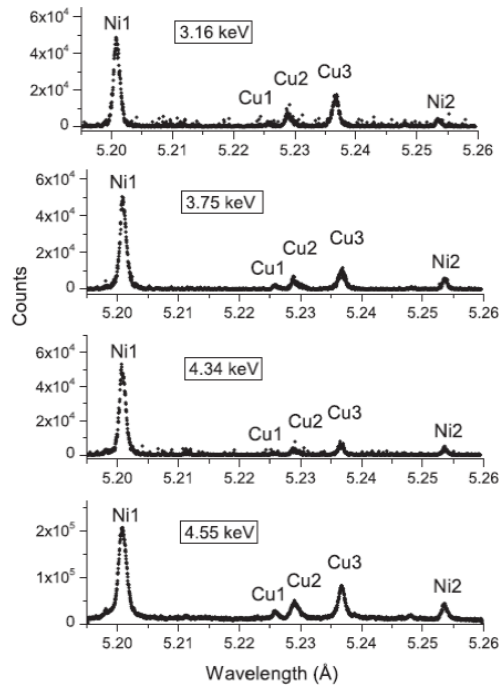 6x10⁴
4x10⁴
2x10⁴
0
Ni1
3.16 keV
Cu1
Cu2
Cu3
Ni2
5.20 5.21 5.22 5.23 5.24 5.25 5.26
6x10⁴
4x10⁴
2x10⁴
0
Ni1
3.75 keV
Cu1
Cu2
Cu3
Ni2
5.20 5.21 5.22 5.23 5.24 5.25 5.26
Counts
6x10⁴
4x10⁴
2x10⁴
0
Ni1
4.34 keV
Cu1
Cu2
Cu3
Ni2
5.20 5.21 5.22 5.23 5.24 5.25 5.26
2x10⁵
1x10⁵
0
Ni1
4.55 keV
Cu1
Cu2
Cu3
Ni2
5.20 5.21 5.22 5.23 5.24 5.25 5.26
Wavelength (Å)